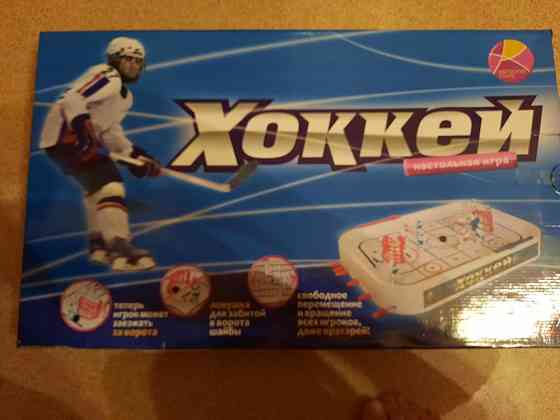 Хоккей
настольная игра
Хоккей
теперь
игрок может
заезжать
за ворота
ловушка
для забитой
в ворота
шайбы
свободное
перемещение
и вращение
всех игроков,
даже вратарей!